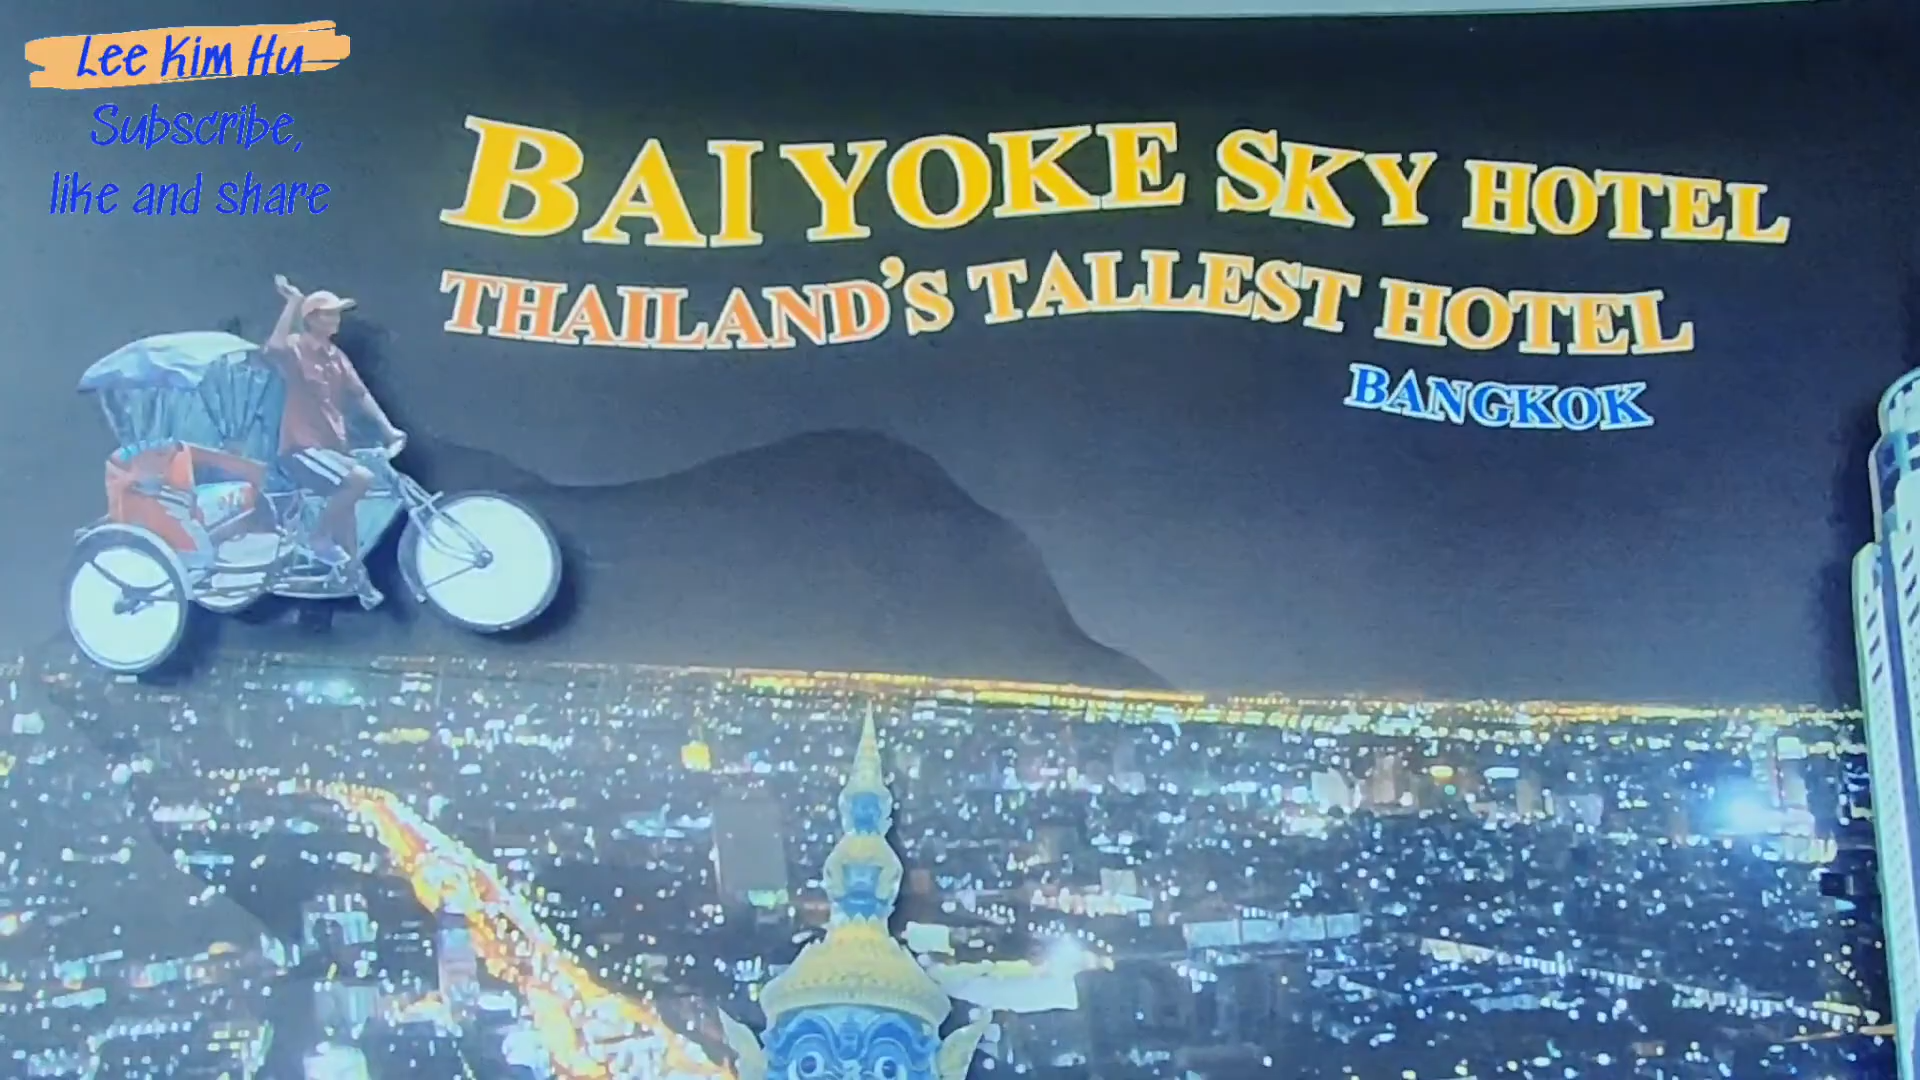 Lee Kim Hu
Subscribe,
like and share
BAIYOKE SKY HOTEL
THAILAND'S TALLEST HOTEL
BANGKOK